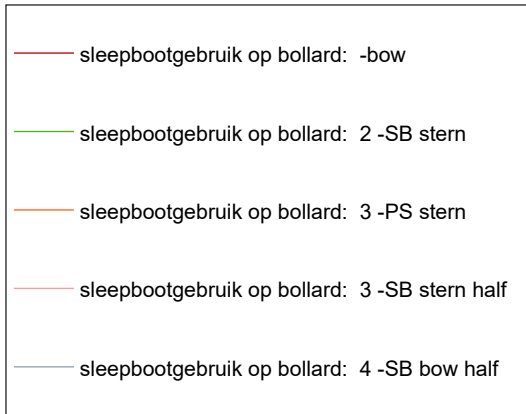 sleepbootgebruik op bollard: -bow
sleepbootgebruik op bollard: 2 -SB stern
sleepbootgebruik op bollard: 3 -PS stern
sleepbootgebruik op bollard: 3 -SB stern half
sleepbootgebruik op bollard: 4 -SB bow half